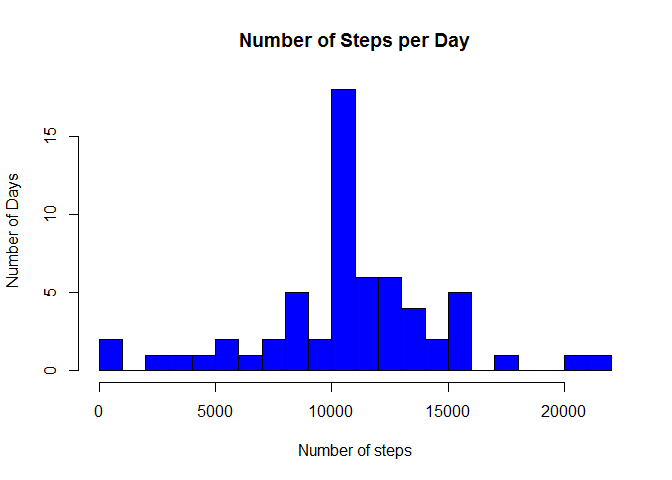 Number of Steps per Day
Number of Days
15
10
5
0
0 5000 10000 15000 20000
Number of steps